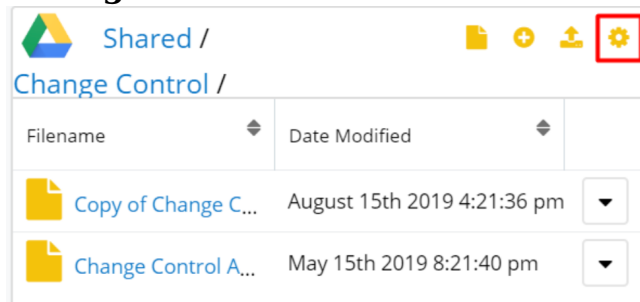 Shared /
Change Control /
Filename Date Modified
Copy of Change C... August 15th 2019 4:21:36 pm
Change Control A... May 15th 2019 8:21:40 pm